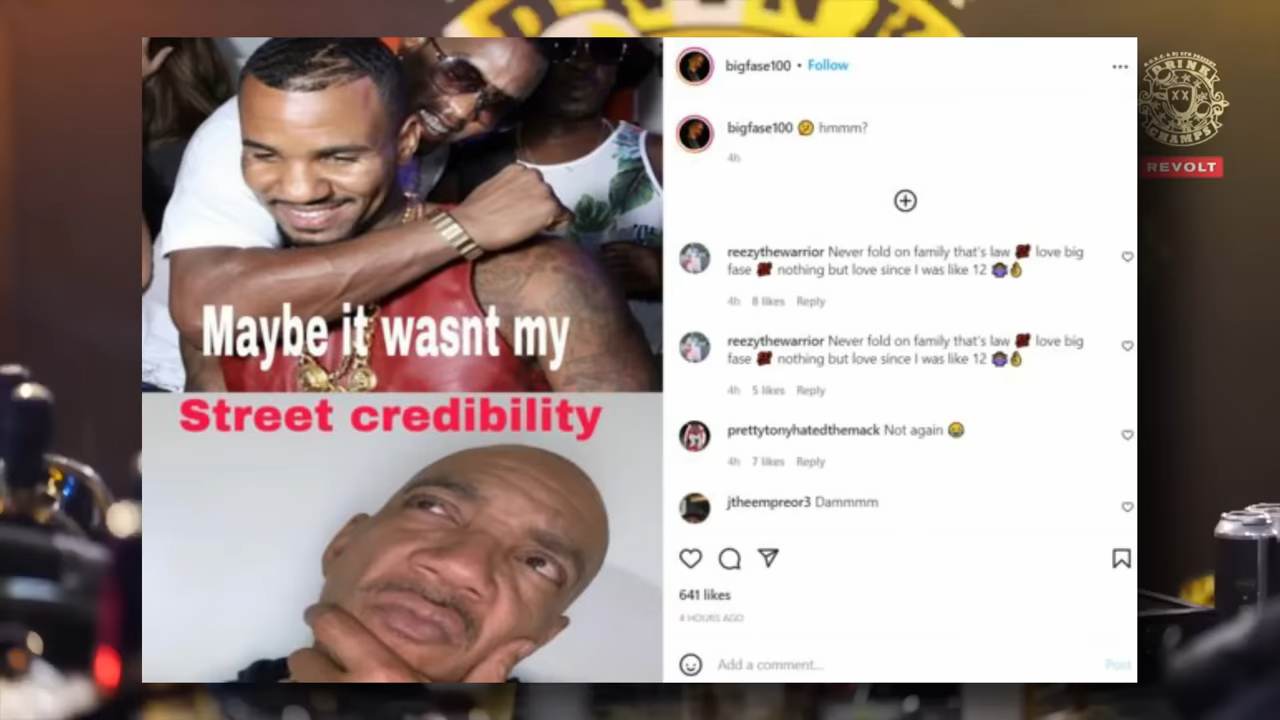 Maybe it wasnt my
Street credibility
bigfase100 • Follow
bigfase100 🤔 hmmm?
4h
reezythewarrior Never fold on family that's law 💯 love big
fase 💯 nothing but love since I was like 12
4h 8 likes Reply
reezythewarrior Never fold on family that's law 💯 love big
fase 💯 nothing but love since I was like 12
4h 5 likes Reply
prettytonyhatedthemack Not again 😭
4h 7 likes Reply
jtheempreor3 Dammmm
641 likes
4 HOURS AGO
Add a comment...
Post
DRINK
CHAMPS
REVOLT